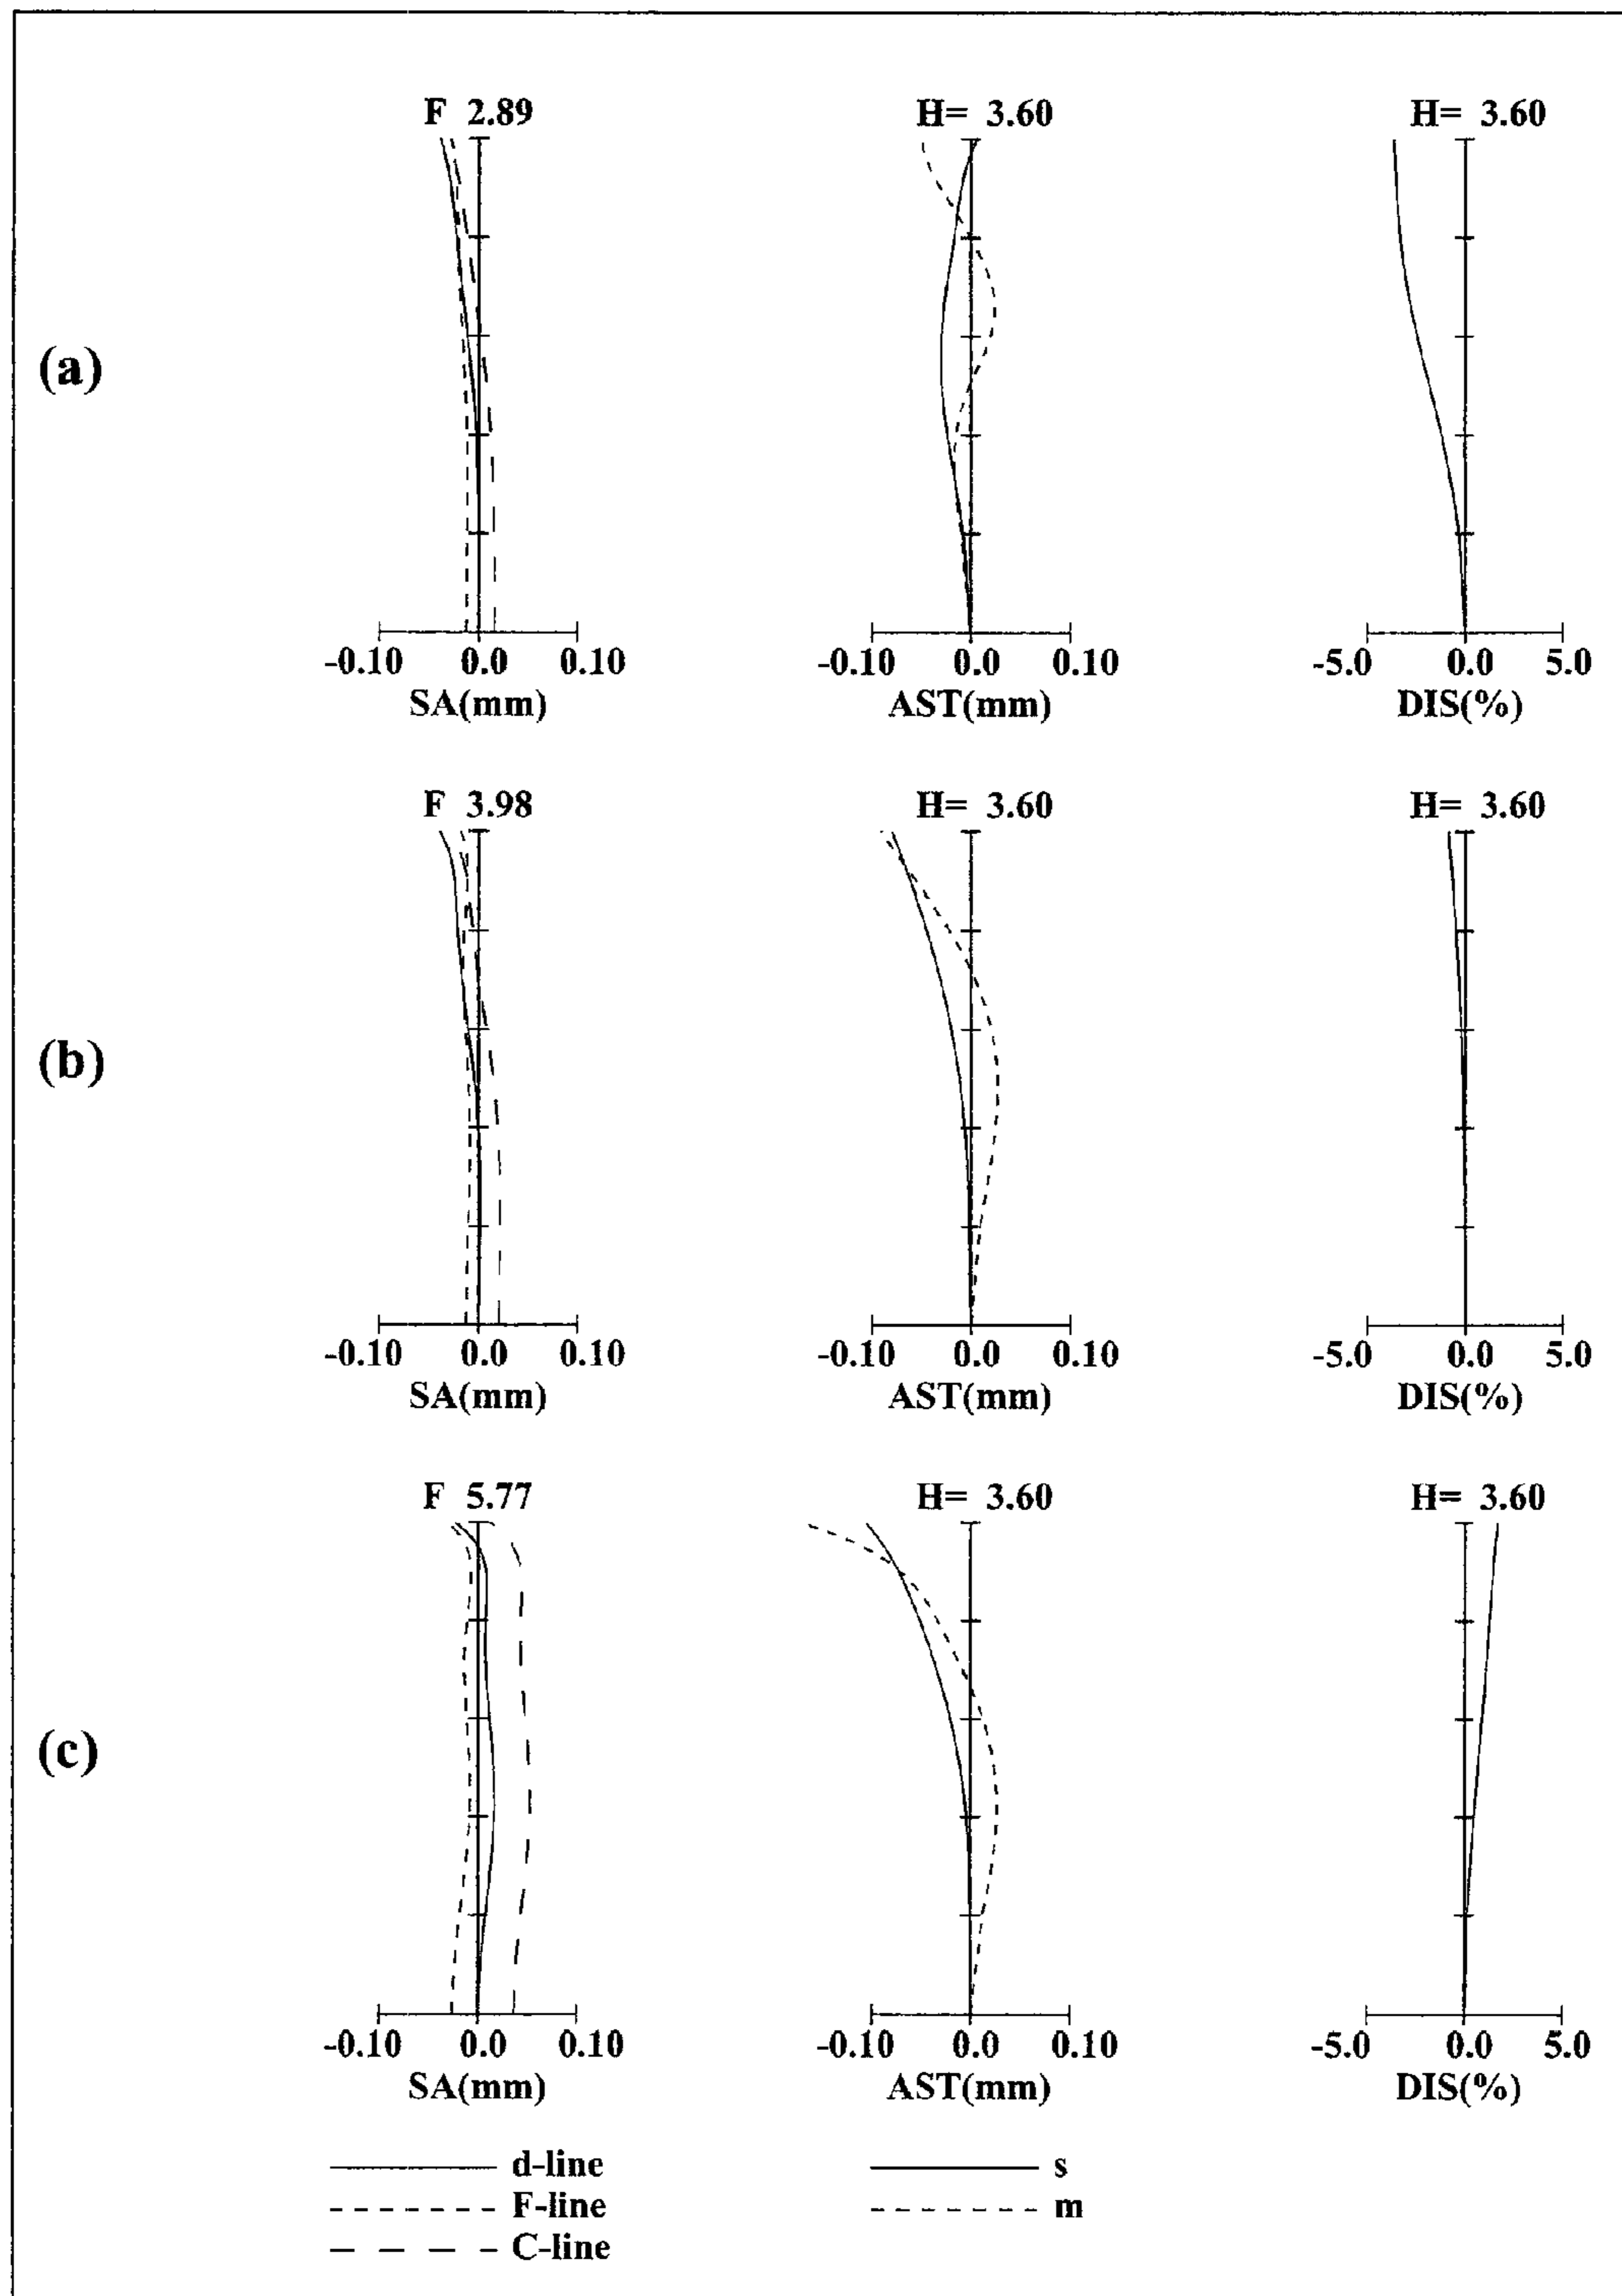 F 2.89
H= 3.60
H= 3.60
(a)
-0.10 0.0 0.10
SA(mm)
-0.10 0.0 0.10
AST(mm)
-5.0 0.0 5.0
DIS(%)
F 3.98
H= 3.60
H= 3.60
(b)
-0.10 0.0 0.10
SA(mm)
-0.10 0.0 0.10
AST(mm)
-5.0 0.0 5.0
DIS(%)
F 5.77
H= 3.60
H= 3.60
(c)
-0.10 0.0 0.10
SA(mm)
-0.10 0.0 0.10
AST(mm)
-5.0 0.0 5.0
DIS(%)
d-line
F-line
C-line
s
m